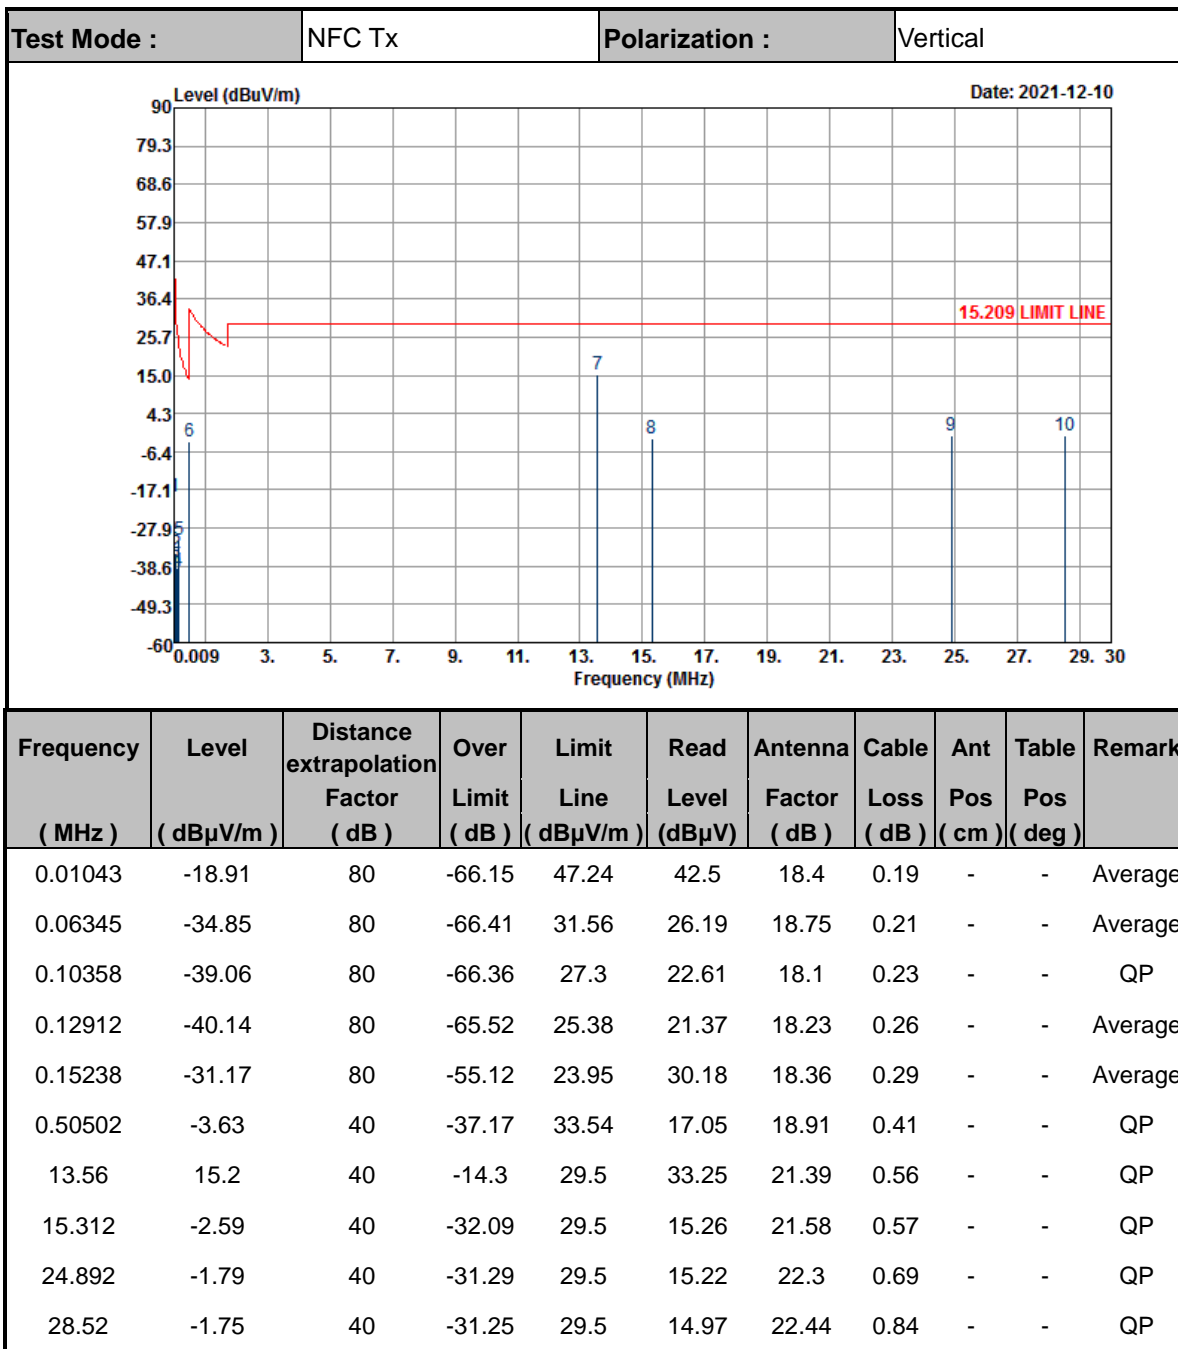 Test Mode : NFC Tx Polarization : Vertical
Level (dBuV/m) Date: 2021-12-10
90
79.3
68.6
57.9
47.1
36.4
15.209 LIMIT LINE
25.7
7
15.0
4.3
6 8 9 10
-6.4
-17.1
-27.9
5
-38.6
-49.3
-60
0.009 3. 5. 7. 9. 11. 13. 15. 17. 19. 21. 23. 25. 27. 29. 30
Frequency (MHz)
Frequency Level Distance extrapolation Over Limit Read Antenna Cable Ant Table Remark
Factor Limit Line Level Factor Loss Pos Pos
( MHz ) ( dBµV/m ) ( dB ) ( dB ) ( dBµV/m ) (dBµV) ( dB ) ( dB ) ( cm ) ( deg )
0.01043 -18.91 80 -66.15 47.24 42.5 18.4 0.19 - - Average
0.06345 -34.85 80 -66.41 31.56 26.19 18.75 0.21 - - Average
0.10358 -39.06 80 -66.36 27.3 22.61 18.1 0.23 - - QP
0.12912 -40.14 80 -65.52 25.38 21.37 18.23 0.26 - - Average
0.15238 -31.17 80 -55.12 23.95 30.18 18.36 0.29 - - Average
0.50502 -3.63 40 -37.17 33.54 17.05 18.91 0.41 - - QP
13.56 15.2 40 -14.3 29.5 33.25 21.39 0.56 - - QP
15.312 -2.59 40 -32.09 29.5 15.26 21.58 0.57 - - QP
24.892 -1.79 40 -31.29 29.5 15.22 22.3 0.69 - - QP
28.52 -1.75 40 -31.25 29.5 14.97 22.44 0.84 - - QP